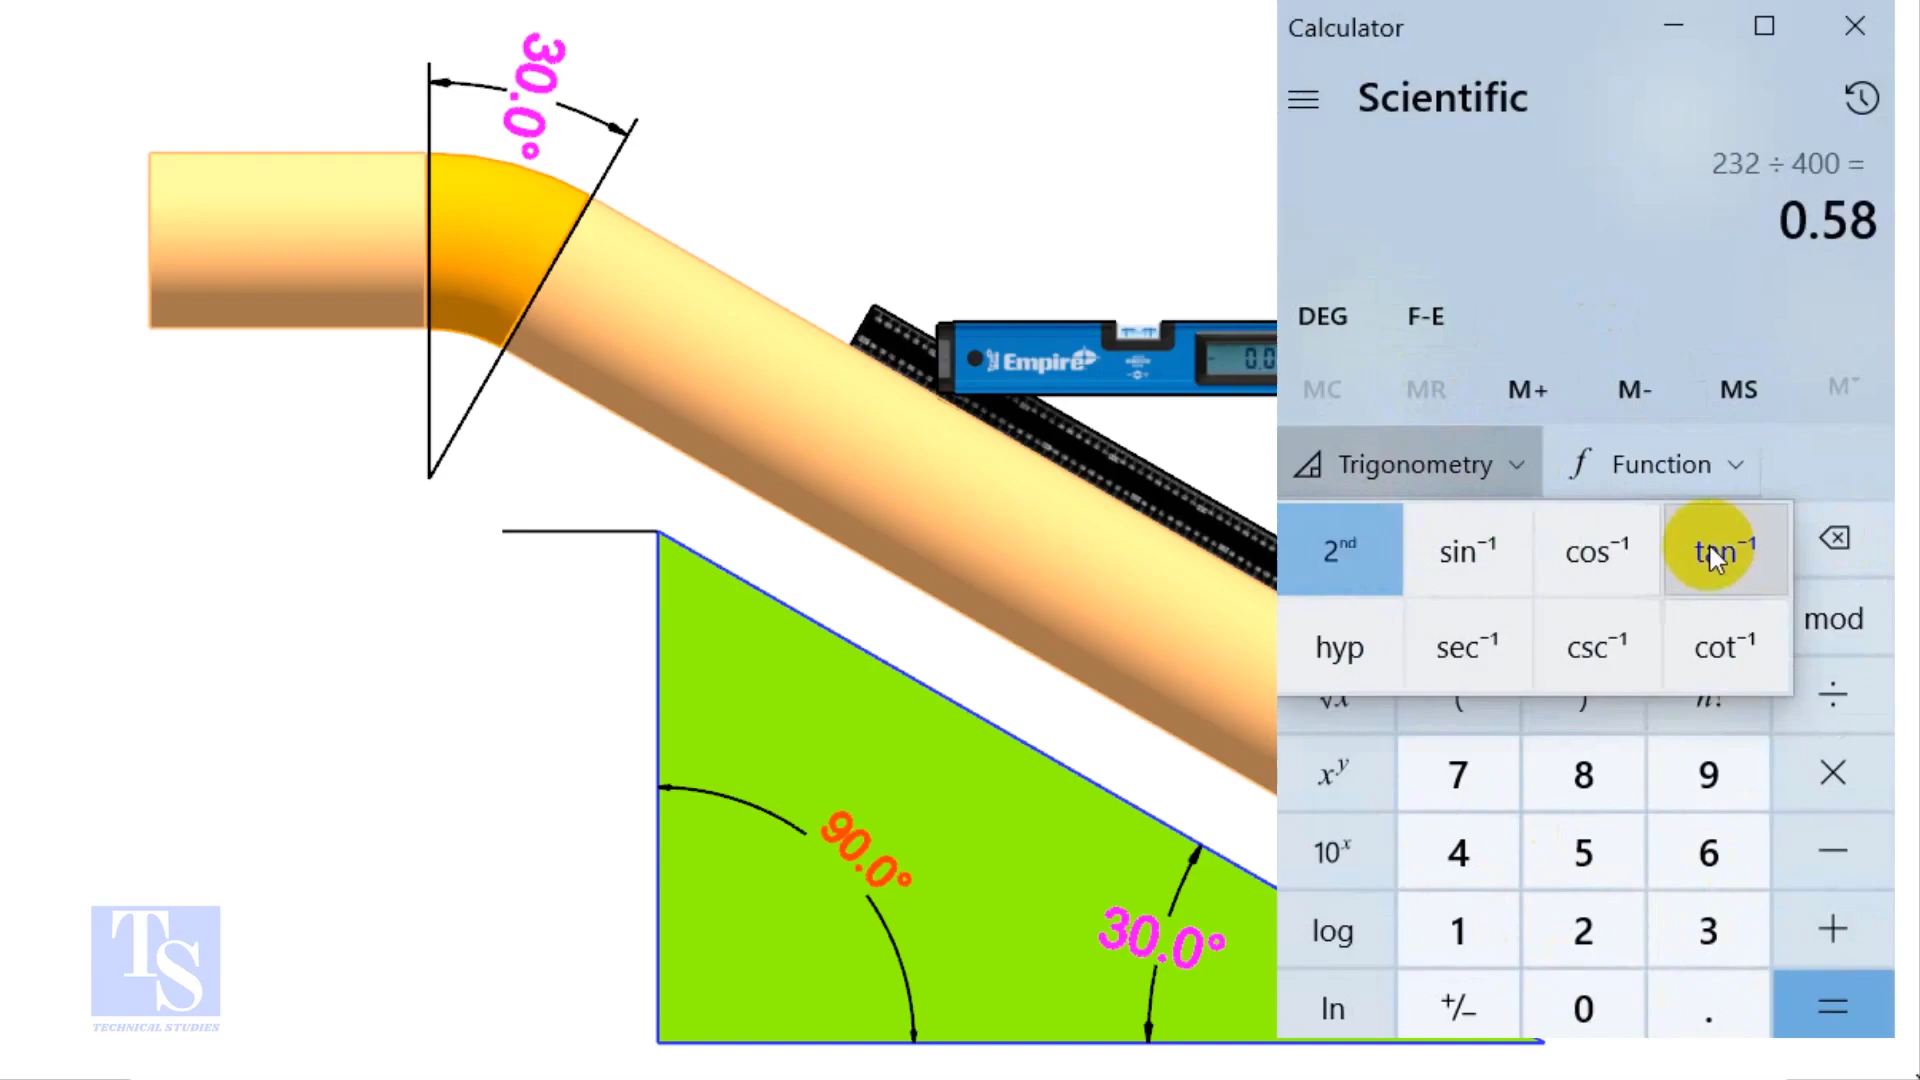 30.0°
Empire
0.0
90.0°
30.0°
TS
TECHNICAL STUDIES
Calculator
Scientific
232 ÷ 400 =
0.58
DEG F-E
MC MR M+ M- MS M˅
Trigonometry f Function
2nd sin⁻¹ cos⁻¹ tan⁻¹
hyp sec⁻¹ csc⁻¹ cot⁻¹ mod
( ) n! ÷
xʸ 7 8 9 ×
10ˣ 4 5 6 −
log 1 2 3 +
ln +/− 0 . =